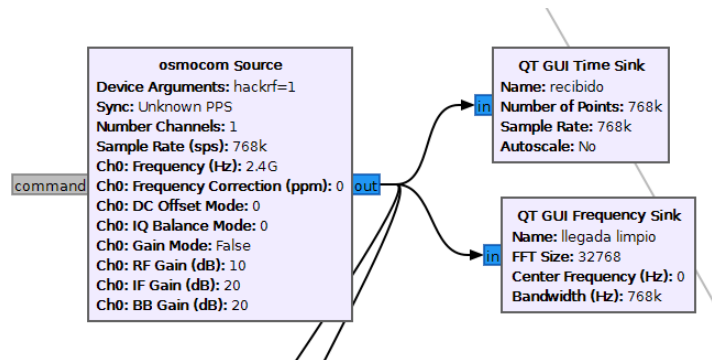 osmocom Source
Device Arguments: hackrf=1
Sync: Unknown PPS
Number Channels: 1
Sample Rate (sps): 768k
Ch0: Frequency (Hz): 2.4G
Ch0: Frequency Correction (ppm): 0
Ch0: DC Offset Mode: 0
Ch0: IQ Balance Mode: 0
Ch0: Gain Mode: False
Ch0: RF Gain (dB): 10
Ch0: IF Gain (dB): 20
Ch0: BB Gain (dB): 20
command
out
in
QT GUI Time Sink
Name: recibido
Number of Points: 768k
Sample Rate: 768k
Autoscale: No
in
QT GUI Frequency Sink
Name: llegada limpio
FFT Size: 32768
Center Frequency (Hz): 0
Bandwidth (Hz): 768k